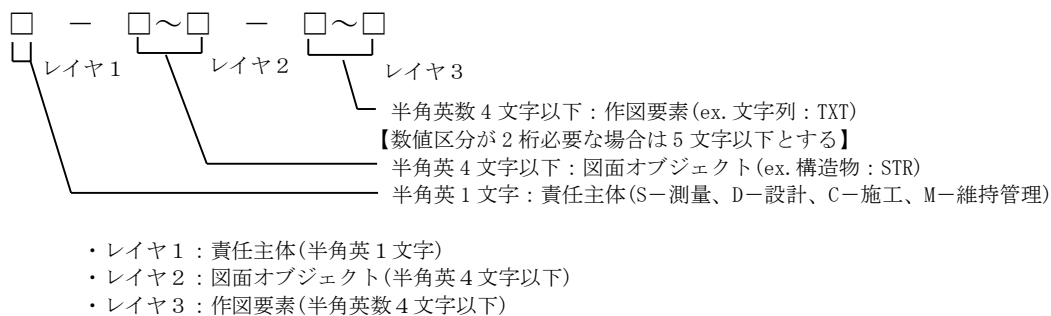 □　－　□～□　－　□～□
レイヤ１　レイヤ２　レイヤ３
半角英数4文字以下：作図要素(ex.文字列：TXT)
【数値区分が2桁必要な場合は5文字以下とする】
半角英4文字以下：図面オブジェクト(ex.構造物：STR)
半角英1文字：責任主体(S－測量、D－設計、C－施工、M－維持管理)
・レイヤ１：責任主体(半角英１文字)
・レイヤ２：図面オブジェクト(半角英４文字以下)
・レイヤ３：作図要素(半角英数４文字以下)